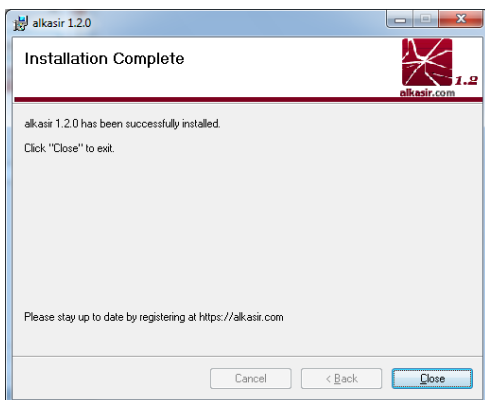 alkasir 1.2.0
Installation Complete
1.2
alkasir.com
alkasir 1.2.0 has been successfully installed.
Click "Close" to exit.
Please stay up to date by registering at https://alkasir.com
Cancel
< Back
Close